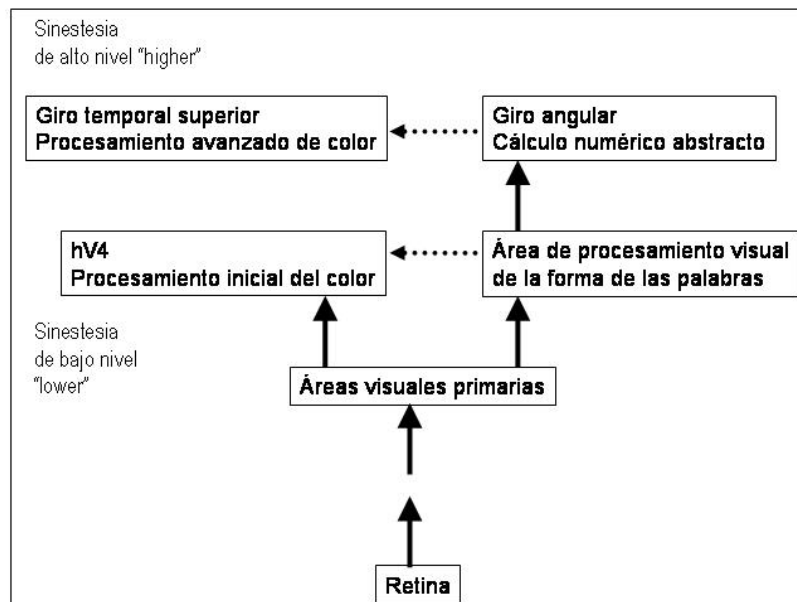 Sinestesia
de alto nivel “higher”
Giro temporal superior
Procesamiento avanzado de color
Giro angular
Cálculo numérico abstracto
hV4
Procesamiento inicial del color
Área de procesamiento visual
de la forma de las palabras
Sinestesia
de bajo nivel
“lower”
Áreas visuales primarias
Retina